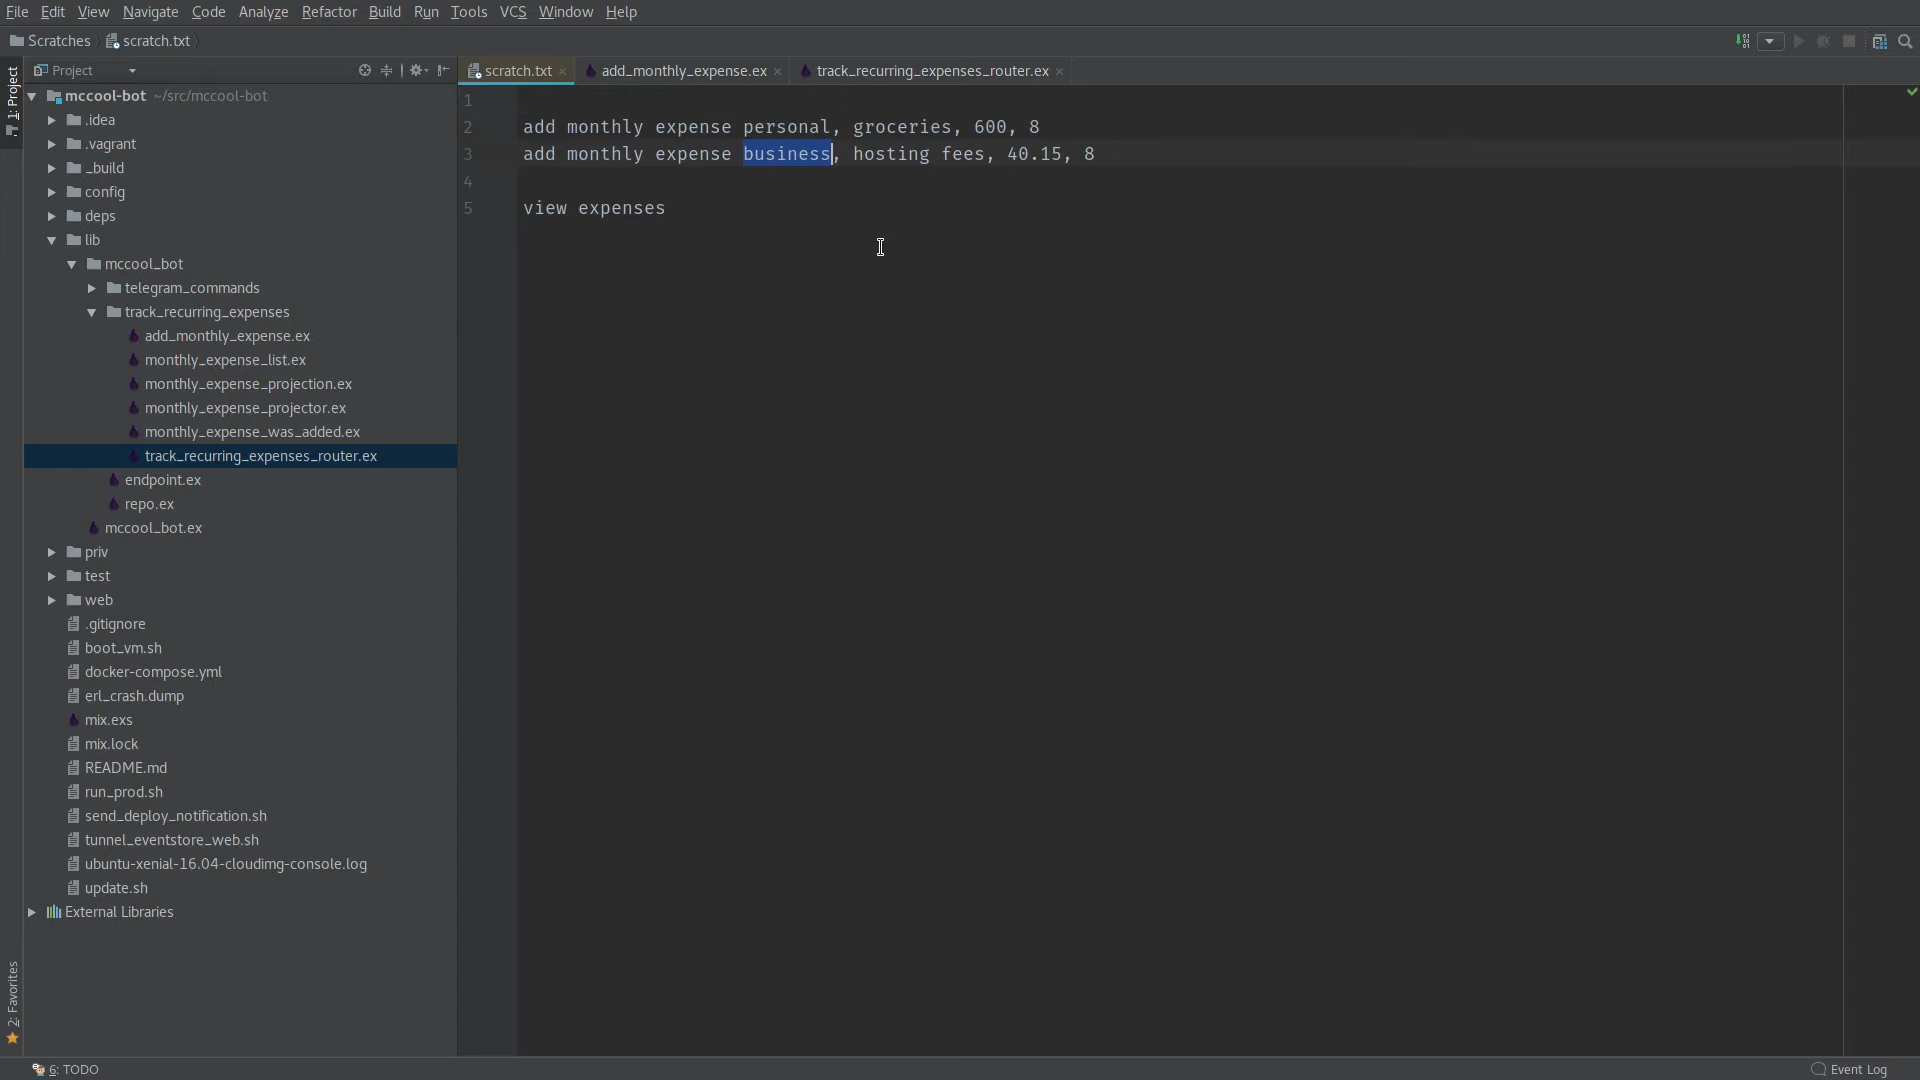 File Edit View Navigate Code Analyze Refactor Build Run Tools VCS Window Help
Scratches scratch.txt
Project
scratch.txt add_monthly_expense.ex track_recurring_expenses_router.ex
1: Project
mccool-bot ~/src/mccool-bot
.idea
.vagrant
_build
config
deps
lib
mccool_bot
telegram_commands
track_recurring_expenses
add_monthly_expense.ex
monthly_expense_list.ex
monthly_expense_projection.ex
monthly_expense_projector.ex
monthly_expense_was_added.ex
track_recurring_expenses_router.ex
endpoint.ex
repo.ex
mccool_bot.ex
priv
test
web
.gitignore
boot_vm.sh
docker-compose.yml
erl_crash.dump
mix.exs
mix.lock
README.md
run_prod.sh
send_deploy_notification.sh
tunnel_eventstore_web.sh
ubuntu-xenial-16.04-cloudimg-console.log
update.sh
External Libraries
1
2 add monthly expense personal, groceries, 600, 8
3 add monthly expense business, hosting fees, 40.15, 8
4
5 view expenses
2: Favorites
6: TODO
Event Log